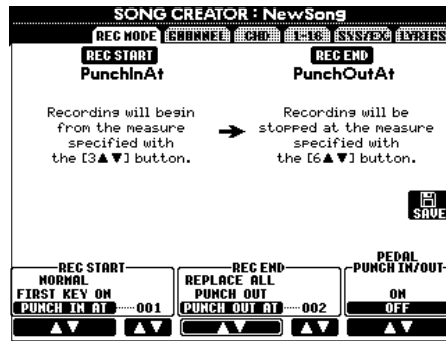 SONG CREATOR : NewSong
REC MODE CHANNEL CHD 1-16 SYS/EX. LYRICS
REC START REC END
PunchInAt PunchOutAt
Recording will begin
from the measure
specified with
the [3▲▼] button.
Recording will be
stopped at the measure
specified with
the [6▲▼] button.
SAVE
REC START
NORMAL
FIRST KEY ON
PUNCH IN AT 001
REC END
REPLACE ALL
PUNCH OUT
PUNCH OUT AT 002
PEDAL
PUNCH IN/OUT
ON
OFF
▲▼ ▲▼ ▲▼ ▲▼ ▲▼